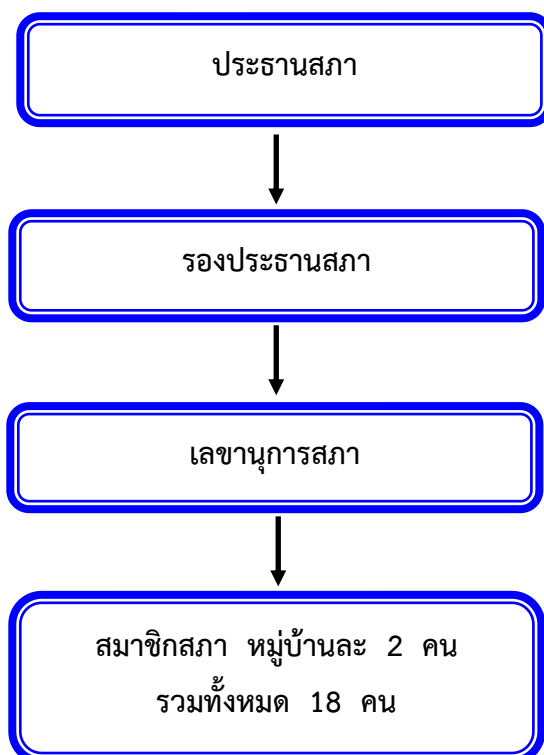 ประธานสภา
รองประธานสภา
เลขานุการสภา
สมาชิกสภา หมู่บ้านละ 2 คน
รวมทั้งหมด 18 คน